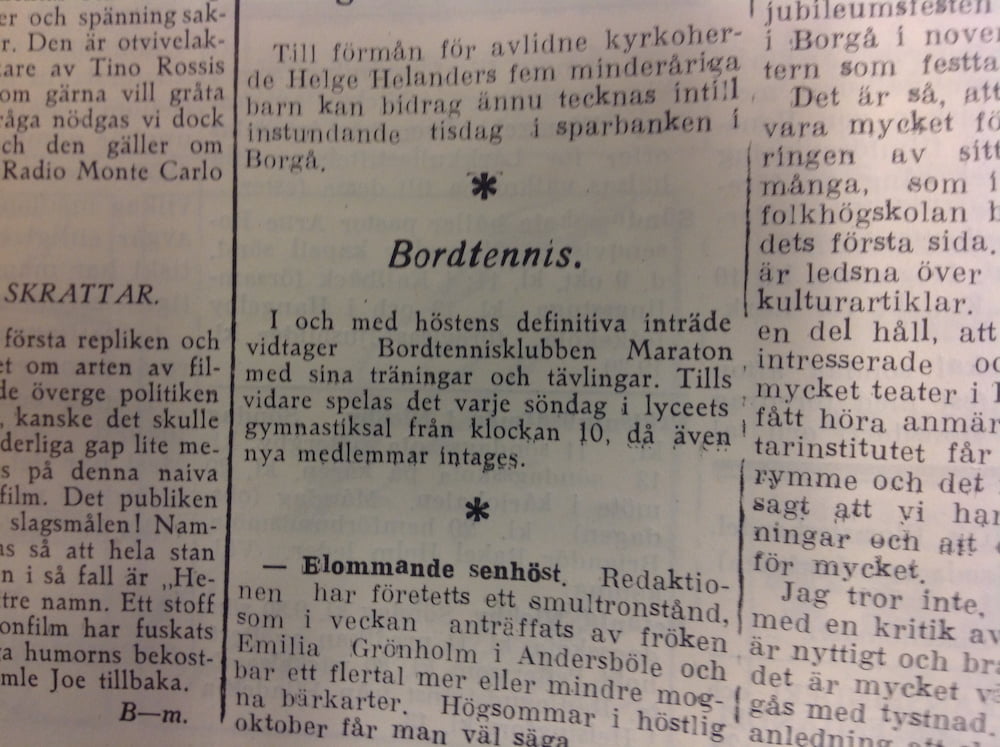 er och spänning sak-
r. Den är otvivelak-
are av Tino Rossis
om gärna vill gråta
råga nödgas vi dock
ch den gäller om
Radio Monte Carlo
SKRATTAR.
första repliken och
et om arten av fil-
de överge politiken
, kanske det skulle
derliga gap lite me-
s på denna naiva
film. Det publiken
slagsmålen! Nam-
as så att hela stan
n i så fall är „He-
tre namn. Ett stoff
onfilm har fuskats
a humorns bekost-
mle Joe tillbaka.
B—m.
Till förmån för avlidne kyrkoher-
de Helge Helanders fem minderåriga
barn kan bidrag ännu tecknas intill
instundande tisdag i sparbanken i
Borgå.
*
Bordtennis.
I och med höstens definitiva inträde
vidtager Bordtennisklubben Maraton
med sina träningar och tävlingar. Tills
vidare spelas det varje söndag i lyceets
gymnastiksal från klockan 10, då även
nya medlemmar intages.
*
— Blommande senhöst. Redaktio-
nen har företetts ett smultronstånd,
som i veckan anträffats av fröken
Emilia Grönholm i Andersböle och
bar ett flertal mer eller mindre mog-
na bärkarter. Högsommar i höstlig
oktober får man väl säga
jubileumsfesten
i Borgå i nove
tern som festta
Det är så, att
vara mycket fö
ringen av sitt
många, som i
folkhögskolan
dets första sida.
är ledsna över
kulturartiklar.
en del håll, att
intresserade oc
mycket teater i
fått höra anmär
tarinstitutet får
rymme och det
sagt att vi har
ningar och att
för mycket.
Jag tror inte,
med en kritik av
är nyttigt och bra
det är mycket v
gås med tystnad.
anledning